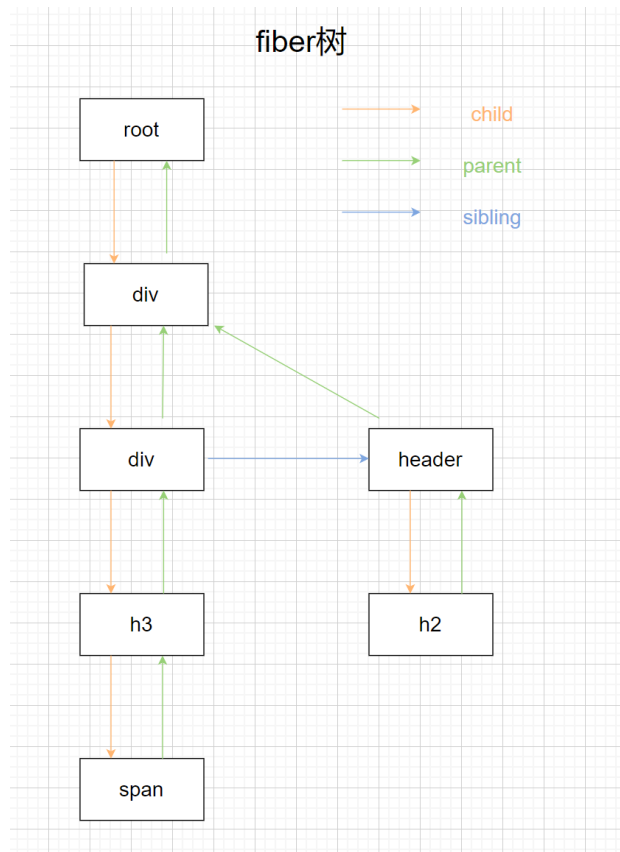 fiber树
root
child
parent
sibling
div
div
header
h3
h2
span